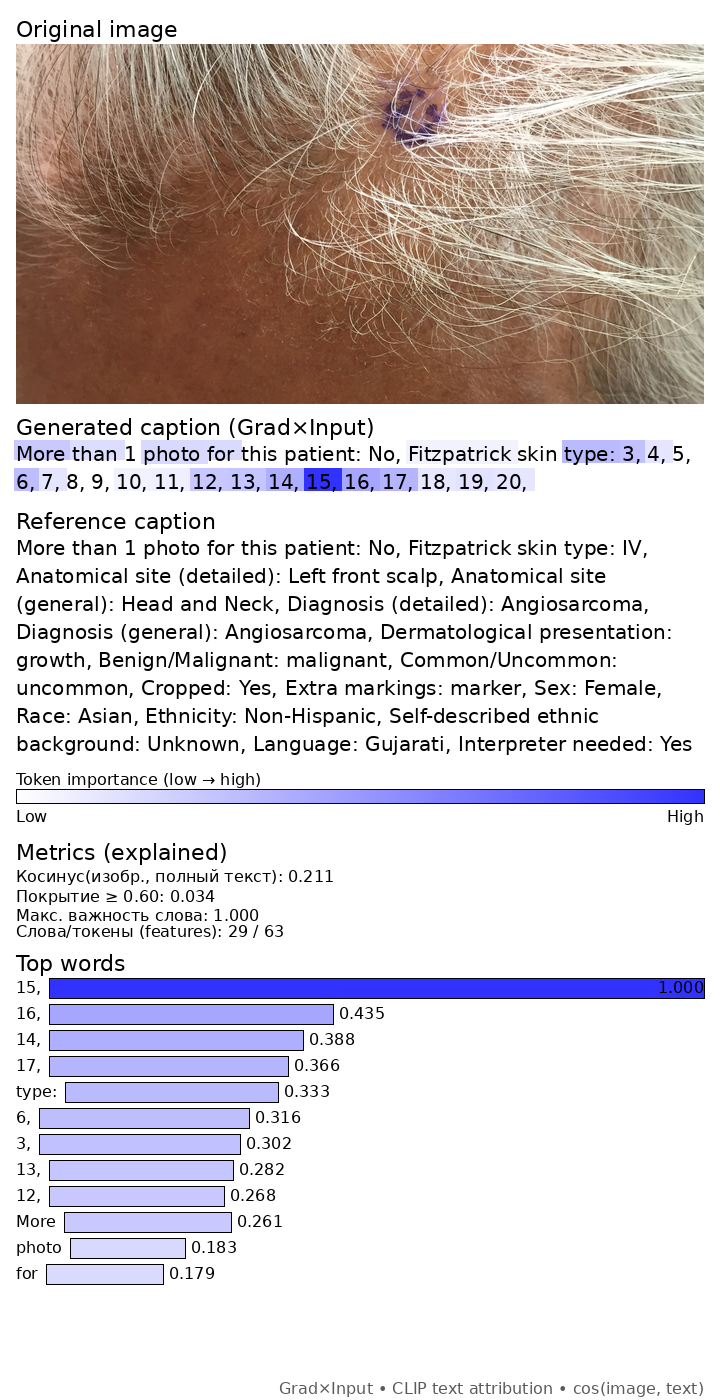 Original image
Generated caption (Grad×Input)
More than 1 photo for this patient: No, Fitzpatrick skin type: 3, 4, 5,
6, 7, 8, 9, 10, 11, 12, 13, 14, 15, 16, 17, 18, 19, 20,
Reference caption
More than 1 photo for this patient: No, Fitzpatrick skin type: IV,
Anatomical site (detailed): Left front scalp, Anatomical site
(general): Head and Neck, Diagnosis (detailed): Angiosarcoma,
Diagnosis (general): Angiosarcoma, Dermatological presentation:
growth, Benign/Malignant: malignant, Common/Uncommon:
uncommon, Cropped: Yes, Extra markings: marker, Sex: Female,
Race: Asian, Ethnicity: Non-Hispanic, Self-described ethnic
background: Unknown, Language: Gujarati, Interpreter needed: Yes
Token importance (low → high)
Low High
Metrics (explained)
Косинус(изобр., полный текст): 0.211
Покрытие ≥ 0.60: 0.034
Макс. важность слова: 1.000
Слова/токены (features): 29 / 63
Top words
15, 1.000
16, 0.435
14, 0.388
17, 0.366
type: 0.333
6, 0.316
3, 0.302
13, 0.282
12, 0.268
More 0.261
photo 0.183
for 0.179
Grad×Input • CLIP text attribution • cos(image, text)